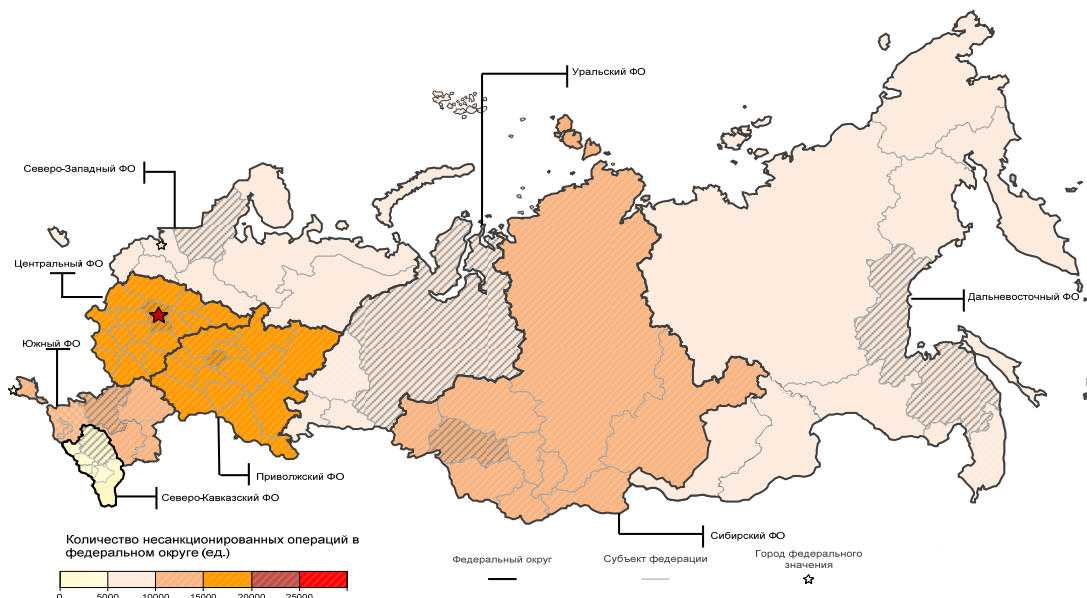 Уральский ФО
Северо-Западный ФО
Центральный ФО
Дальневосточный ФО
Южный ФО
Приволжский ФО
Северо-Кавказский ФО
Сибирский ФО
Количество несанкционированных операций в
федеральном округе (ед.)
0 5000 10000 15000 20000 25000
Федеральный округ
Субъект федерации
Город федерального
значения